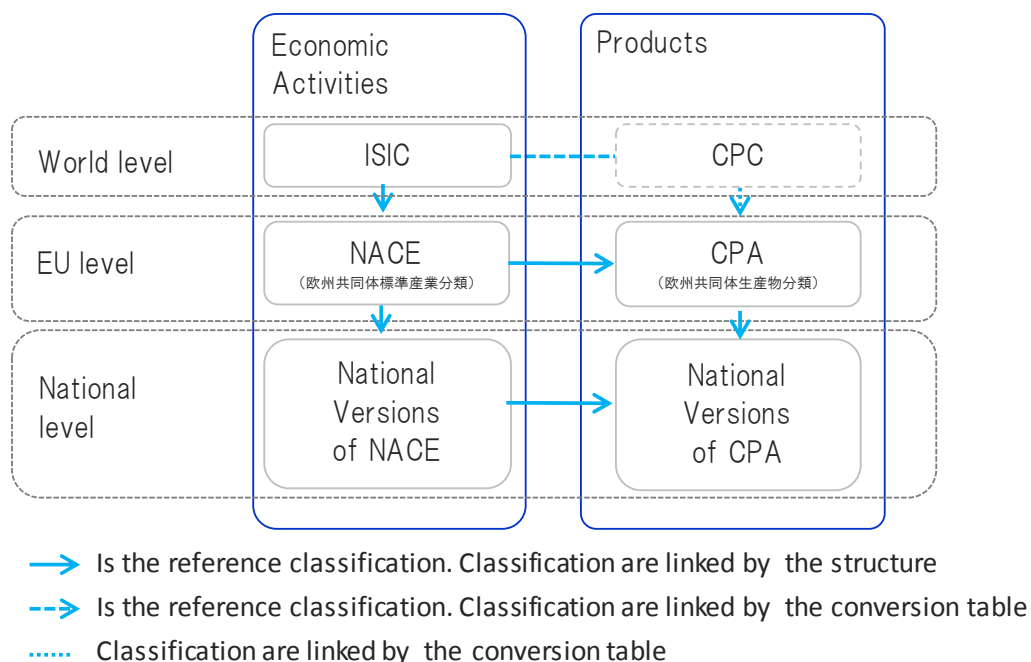 Economic
Activities
Products
World level
ISIC
CPC
EU level
NACE
（欧州共同体標準産業分類）
CPA
（欧州共同体生産物分類）
National
level
National
Versions
of NACE
National
Versions
of CPA
Is the reference classification. Classification are linked by the structure
Is the reference classification. Classification are linked by the conversion table
Classification are linked by the conversion table